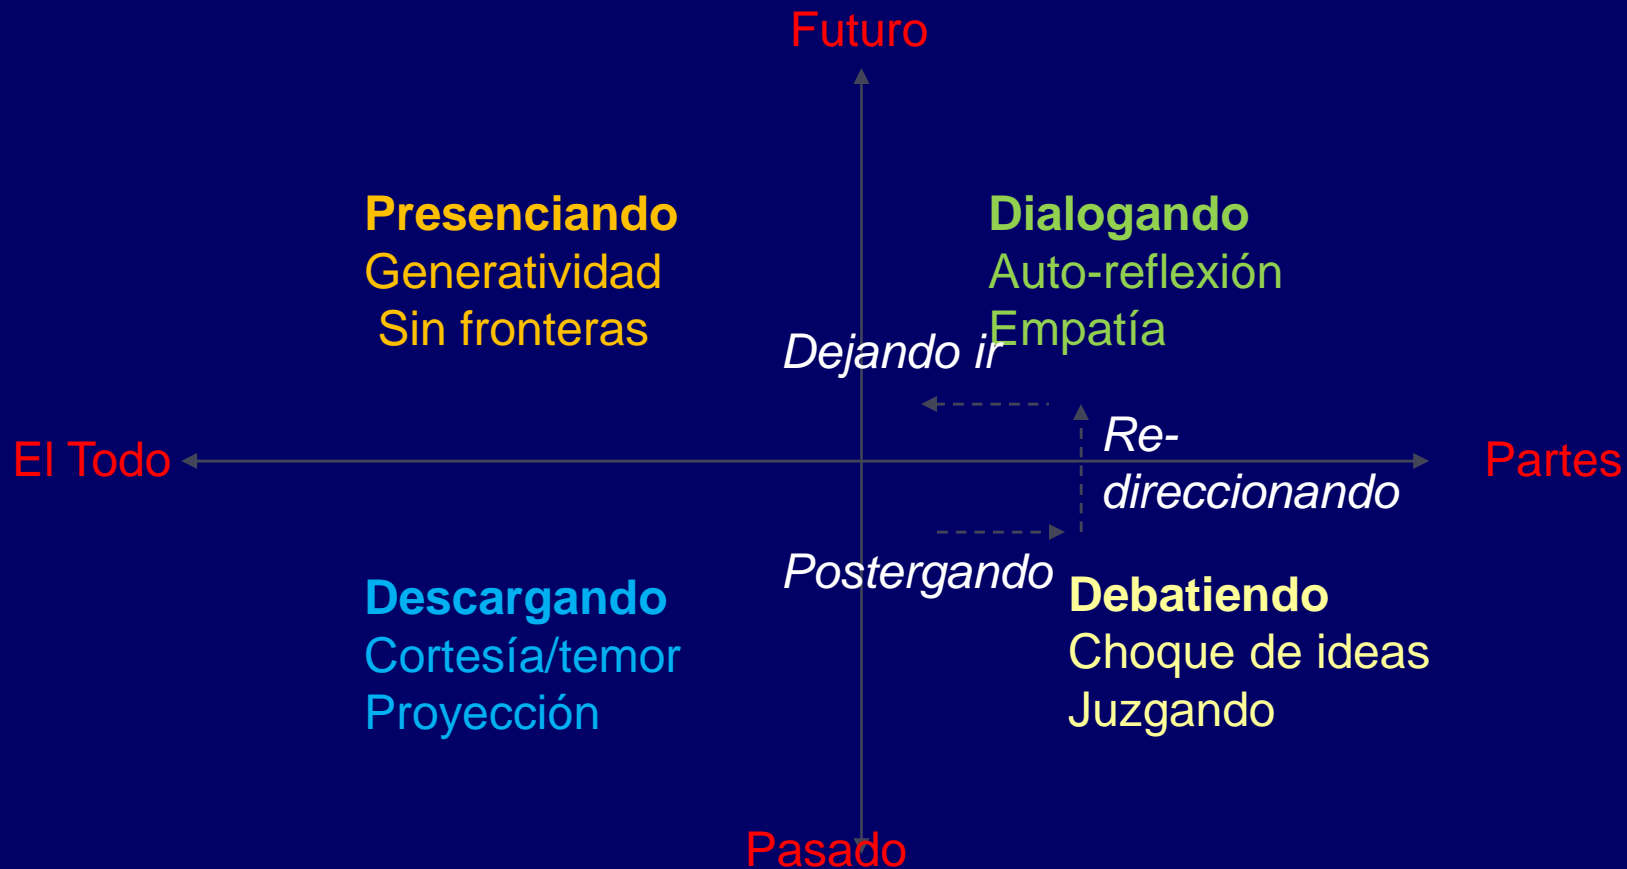 Futuro
Presenciando
Generatividad
Sin fronteras
Dialogando
Auto-reflexión
Empatía
Dejando ir
El Todo
Re-
direccionando
Partes
Postergando
Descargando
Cortesía/temor
Proyección
Debatiendo
Choque de ideas
Juzgando
Pasado